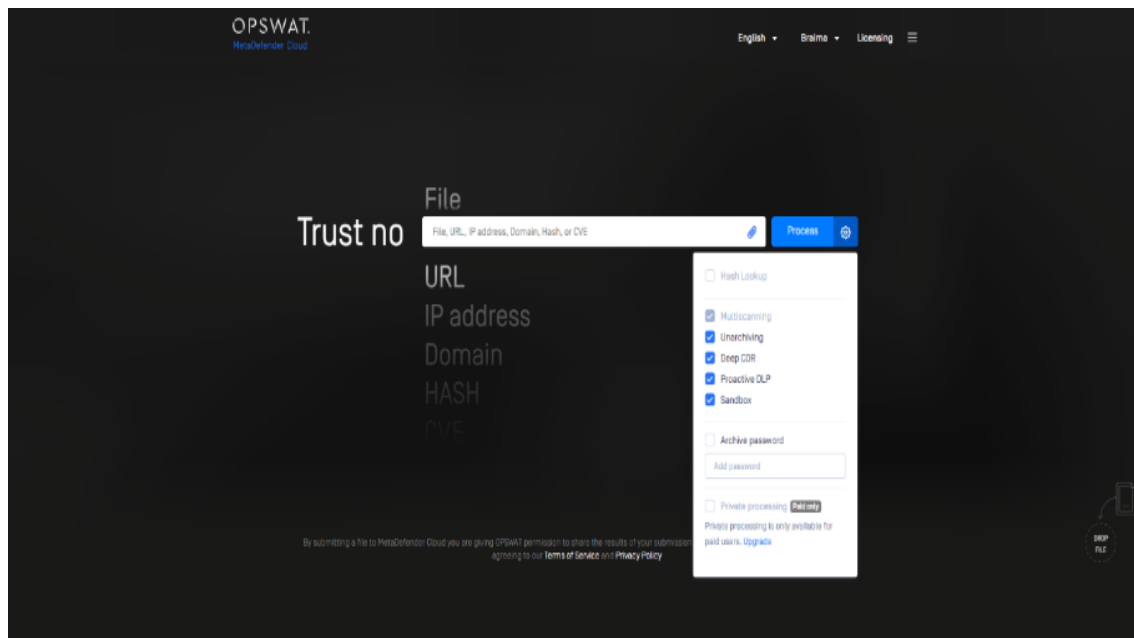 OPSWAT.
MetaDefender Cloud
English
Braima
Licensing
File
Trust no
File, URL, IP address, Domain, Hash, or CVE
Process
URL
IP address
Domain
HASH
CVE
Hash Lookup
Multiscanning
Unarchiving
Deep CDR
Proactive DLP
Sandbox
Archive password
Add password
Private processing Paid only
Private processing is only available for
paid users. Upgrade
By submitting a file to MetaDefender Cloud you are giving OPSWAT permission to share the results of your submission
agreeing to our Terms of Service and Privacy Policy
DROP
FILE